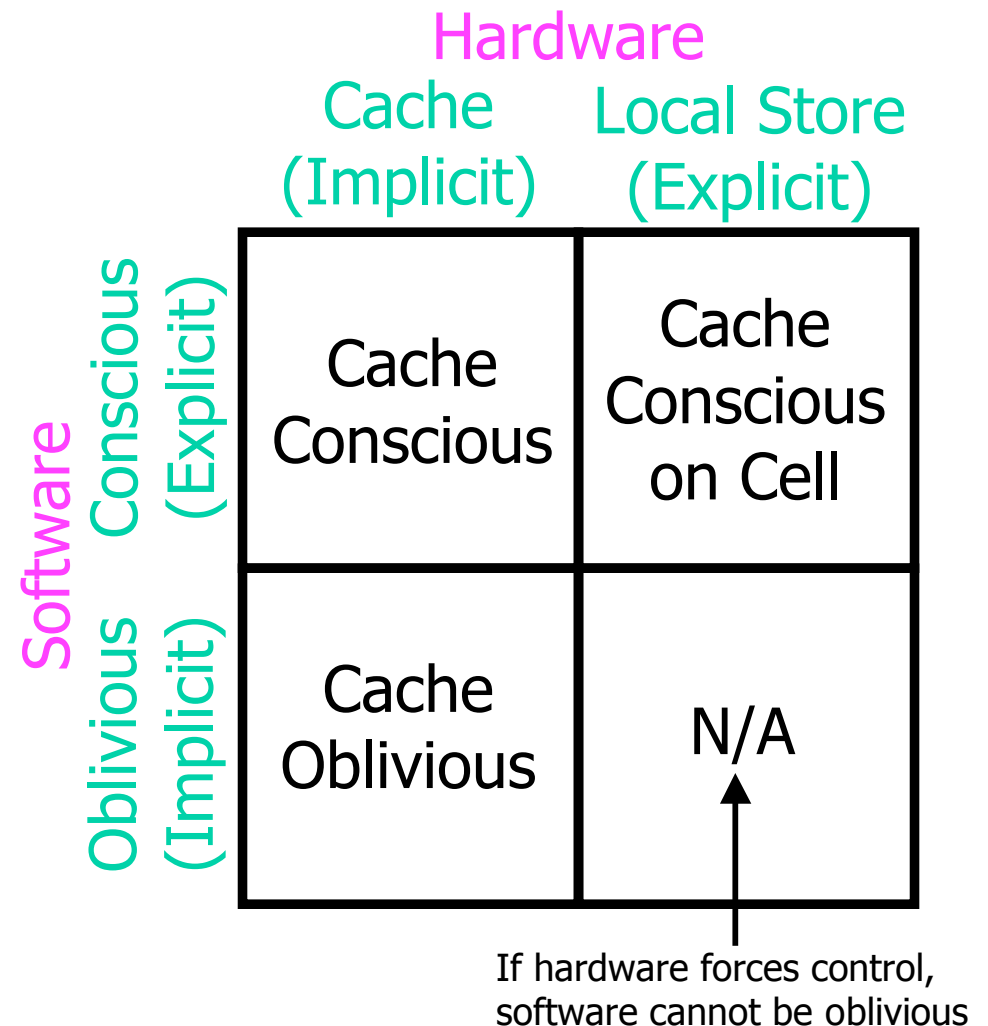 Hardware
Cache
(Implicit)
Local Store
(Explicit)
Software
Conscious
(Explicit)
Cache
Conscious
Cache
Conscious
on Cell
Oblivious
(Implicit)
Cache
Oblivious
N/A
If hardware forces control,
software cannot be oblivious